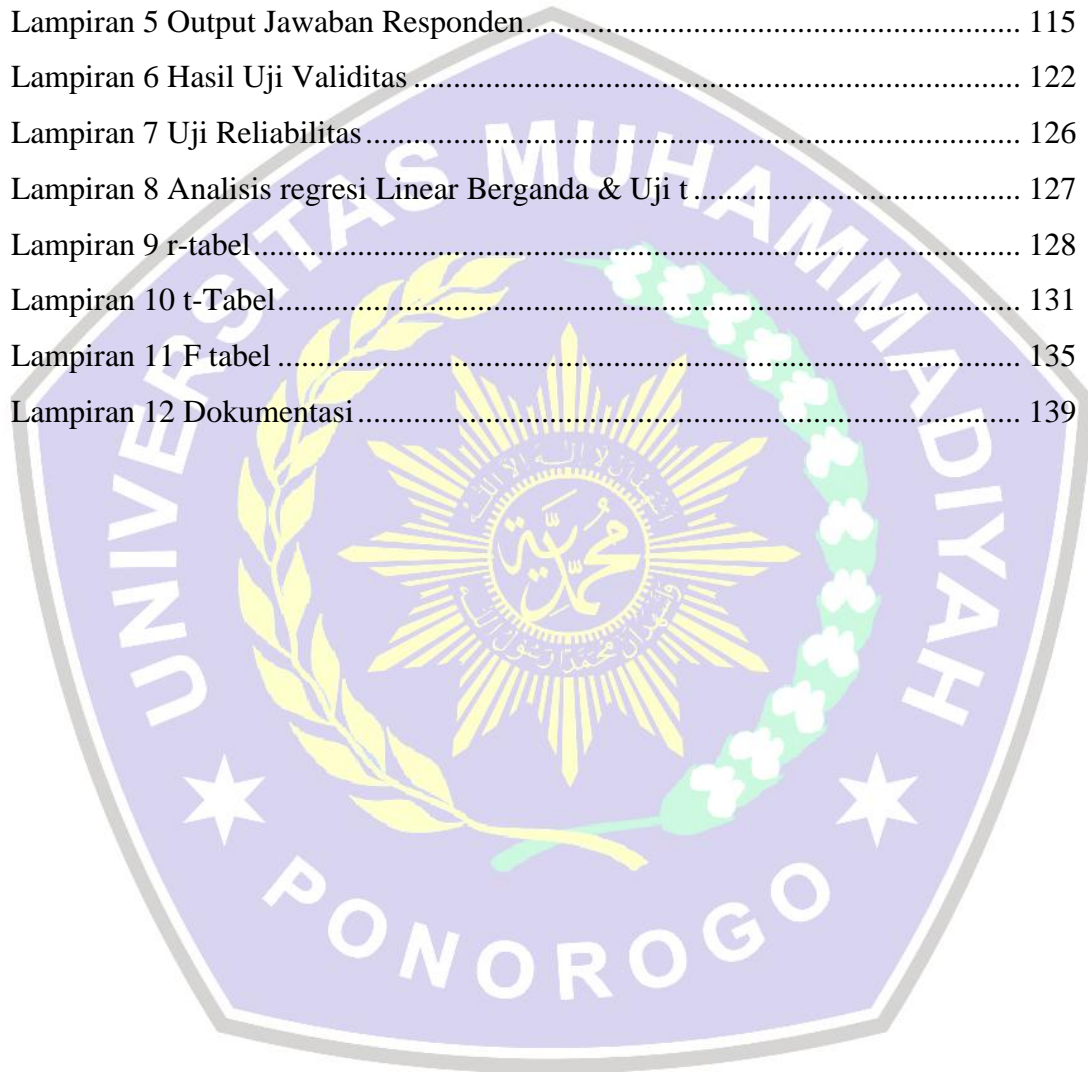 Lampiran 5 Output Jawaban Responden............................................................ 115
Lampiran 6 Hasil Uji Validitas ........................................................................... 122
Lampiran 7 Uji Reliabilitas.................................................................................. 126
Lampiran 8 Analisis regresi Linear Berganda & Uji t ......................................... 127
Lampiran 9 r-tabel................................................................................................ 128
Lampiran 10 t-Tabel............................................................................................. 131
Lampiran 11 F tabel ............................................................................................. 135
Lampiran 12 Dokumentasi ................................................................................... 139
UNIVERSITAS MUHAMMADIYAH
محمدية
PONOROGO